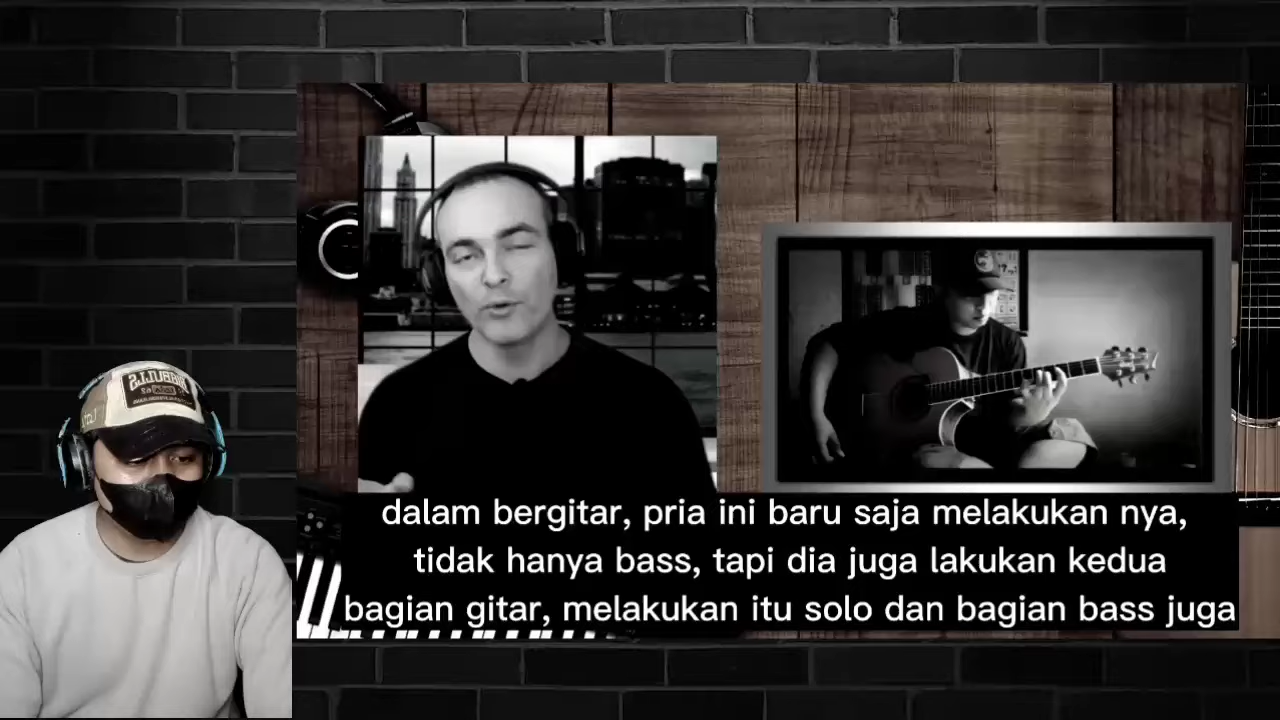 dalam bergitar, pria ini baru saja melakukan nya,
tidak hanya bass, tapi dia juga lakukan kedua
bagian gitar, melakukan itu solo dan bagian bass juga